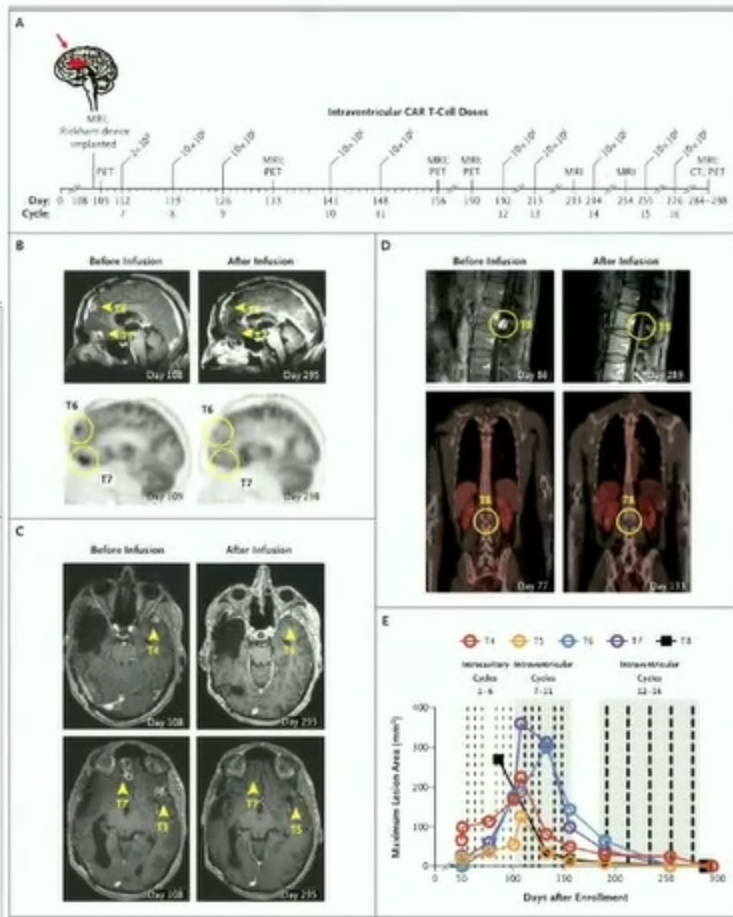 A
Intraventricular CAR T-Cell Doses
MRI;
Rickham device
implanted
PET
MRI;
PET
MRI;
PET
MRI;
PET
MRI
MRI
MRI;
CT, PET
Day: 0 108 109 112 119 126 133 141 148 156 190 192 213 233 234 254 255 276 284–298
Cycle: 7 8 9 10 11 12 13 14 15 16
B
Before Infusion After Infusion
T6
T7
Day 108
Day 295
T6
T6
T7
T7
Day 109
Day 298
C
Before Infusion After Infusion
T4
Day 108
Day 295
T7
T7
T5
Day 108
Day 295
D
Before Infusion After Infusion
T8
Day 86
Day 289
T8
T8
Day 77
E
T4 T5 T6 T7 T8
Intracavitary
Cycles
1–6
Intraventricular
Cycles
7–11
Intraventricular
Cycles
12–16
Maximum Lesion Area (mm²)
400
300
200
100
0
0 50 100 150 200 250 300
Days after Enrollment